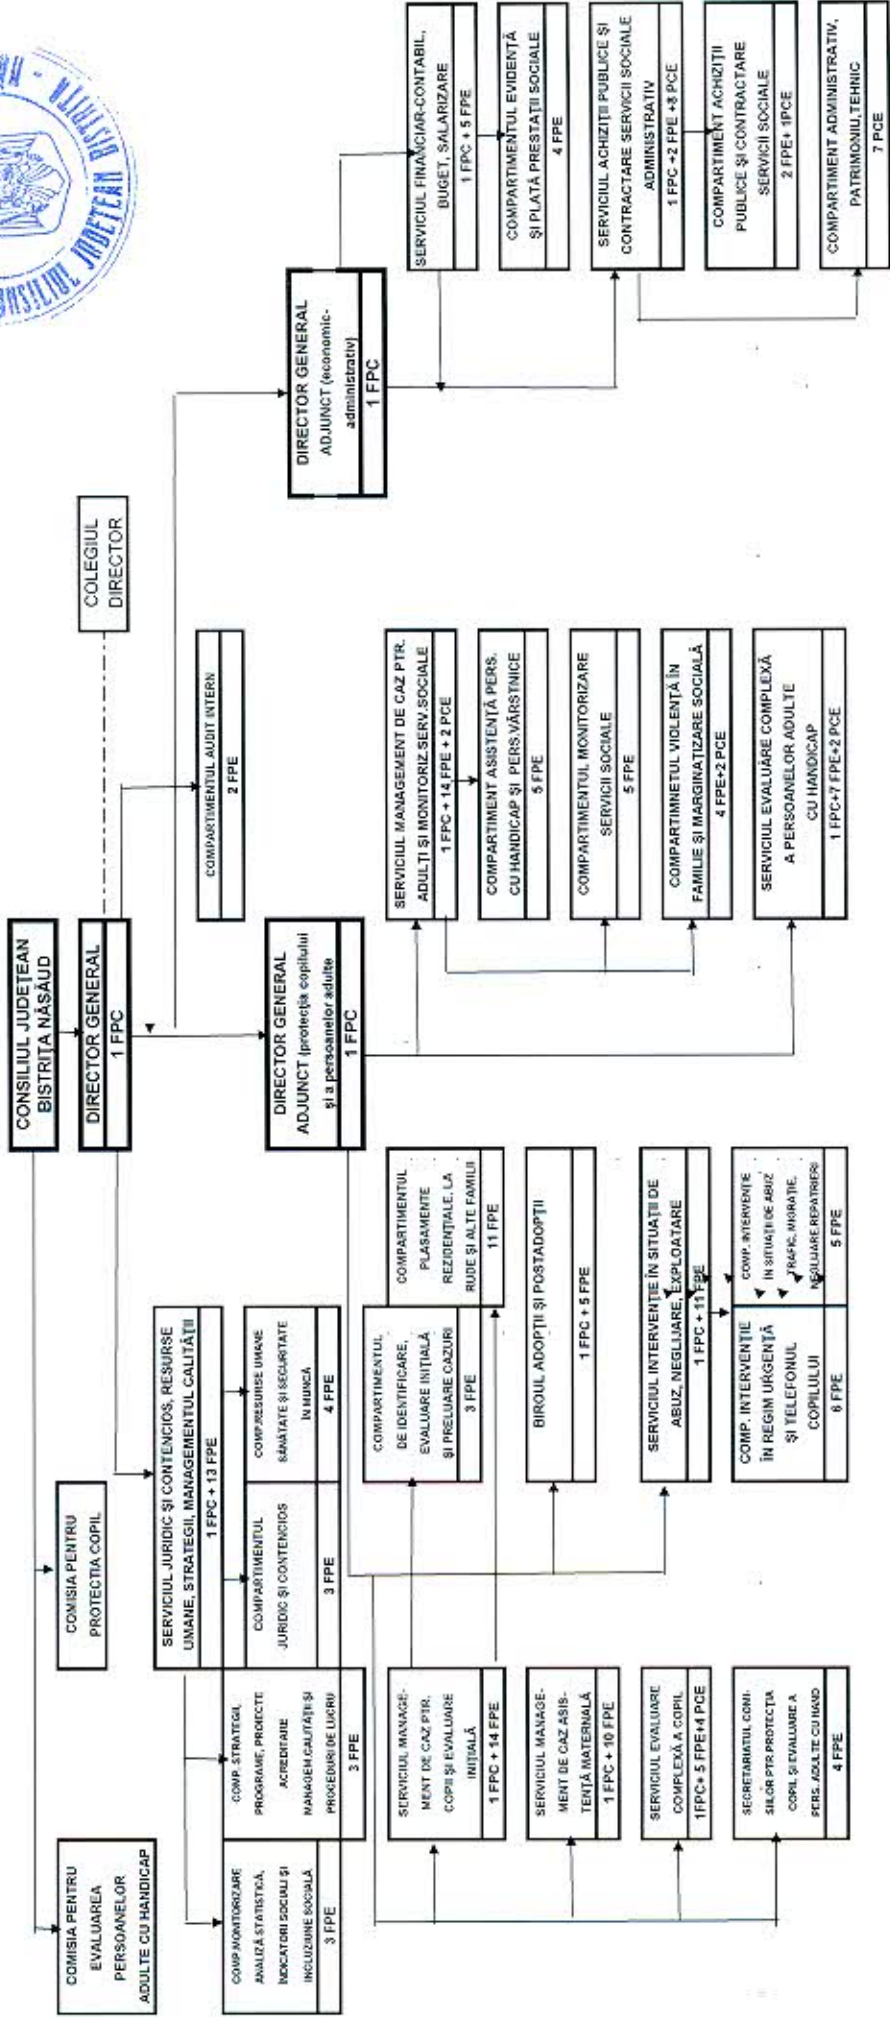 CONSILIUL JUDEȚEAN
BISTRIȚA NĂSĂUD
DIRECTOR GENERAL
1 FPC
COLEGIUL
DIRECTOR
COMISIA PENTRU
EVALUAREA
PERSOANELOR
ADULTE CU HANDICAP
COMISIA PENTRU
PROTECTIA COPIL
COMPARTIMENTUL AUDIT INTERN
2 FPE
SERVICIUL JURIDIC ȘI CONTENCIOS, RESURSE
UMANE, STRATEGII, MANAGEMENTUL CALITĂȚII
1 FPC + 13 FPE
COMP.MONITORIZARE
ANALIZĂ STATISTICĂ,
INDICATORI SOCIALI ȘI
INCLUZIUNE SOCIALĂ
3 FPE
COMP. STRATEGII,
PROGRAME, PROIECTE
ACREDITARE
MANAGEM.CALITĂȚII ȘI
PROCEDURI DE LUCRU
3 FPE
COMPARTIMENTUL
JURIDIC ȘI CONTENCIOS
3 FPE
COMP.RESURSE UMANE
SĂNĂTATE ȘI SECURITATE
ÎN MUNCĂ
4 FPE
DIRECTOR GENERAL
ADJUNCT (protecția copilului
și a persoanelor adulte
1 FPC
DIRECTOR GENERAL
ADJUNCT (economic-
administrativ)
1 FPC
SERVICIUL MANAGE-
MENT DE CAZ PTR.
COPII ȘI EVALUARE
INIȚIALĂ
1 FPC + 14 FPE
COMPARTIMENTUL
DE IDENTIFICARE,
EVALUARE INIȚIALĂ
ȘI PRELUARE CAZURI
3 FPE
COMPARTIMENTUL
PLASAMENTE
REZIDENȚIALE, LA
RUDE ȘI ALTE FAMILII
11 FPE
SERVICIUL MANAGE-
MENT DE CAZ ASIS-
TENȚĂ MATERNALĂ
1 FPC + 10 FPE
BIROUL ADOPȚII ȘI POSTADOPȚII
1 FPC + 5 FPE
SERVICIUL EVALUARE
COMPLEXĂ A COPIL
1FPC+ 5 FPE+4 PCE
SERVICIUL INTERVENȚIE ÎN SITUAȚII DE
ABUZ, NEGLIJARE, EXPLOATARE
1 FPC + 11 FPE
SECRETARIATUL COMI-
SIILOR PTR.PROTECȚIA
COPIL ȘI EVALUARE A
PERS. ADULTE CU HAND
4 FPE
COMP. INTERVENȚIE
ÎN REGIM URGENȚĂ
ȘI TELEFONUL
COPILULUI
6 FPE
COMP. INTERVENȚIE
ÎN SITUAȚII DE ABUZ
TRAFIC, MIGRAȚIE,
5 FPE
SERVICIUL MANAGEMENT DE CAZ PTR.
ADULȚI ȘI MONITORIZ.SERV.SOCIALE
1 FPC + 14 FPE + 2 PCE
COMPARTIMENT ASISTENȚĂ PERS.
CU HANDICAP ȘI PERS.VÂRSTNICE
5 FPE
COMPARTIMENTUL MONITORIZARE
SERVICII SOCIALE
5 FPE
COMPARTIMNETUL VIOLENȚĂ ÎN
FAMILIE ȘI MARGINATIZARE SOCIALĂ
4 FPE+2 PCE
SERVICIUL EVALUĂRE COMPLEXĂ
A PERSOANELOR ADULTE
CU HANDICAP
1 FPC+7 FPE+2 PCE
SERVICIUL FINANCIAR-CONTABIL,
BUGET, SALARIZARE
1 FPC + 5 FPE
COMPARTIMENTUL EVIDENȚĂ
ȘI PLATĂ PRESTAȚII SOCIALE
4 FPE
SERVICIUL ACHIZIȚII PUBLICE ȘI
CONTRACTARE SERVICII SOCIALE
ADMINISTRATIV
1 FPC +2 FPE +8 PCE
COMPARTIMENT ACHIZIȚII
PUBLICE ȘI CONTRACTARE
SERVICII SOCIALE
2 FPE+ 1PCE
COMPARTIMENT ADMINISTRATIV,
PATRIMONIU,TEHNIC
7 PCE
CONSILIUL JUDEȚEAN BISTRIȚA